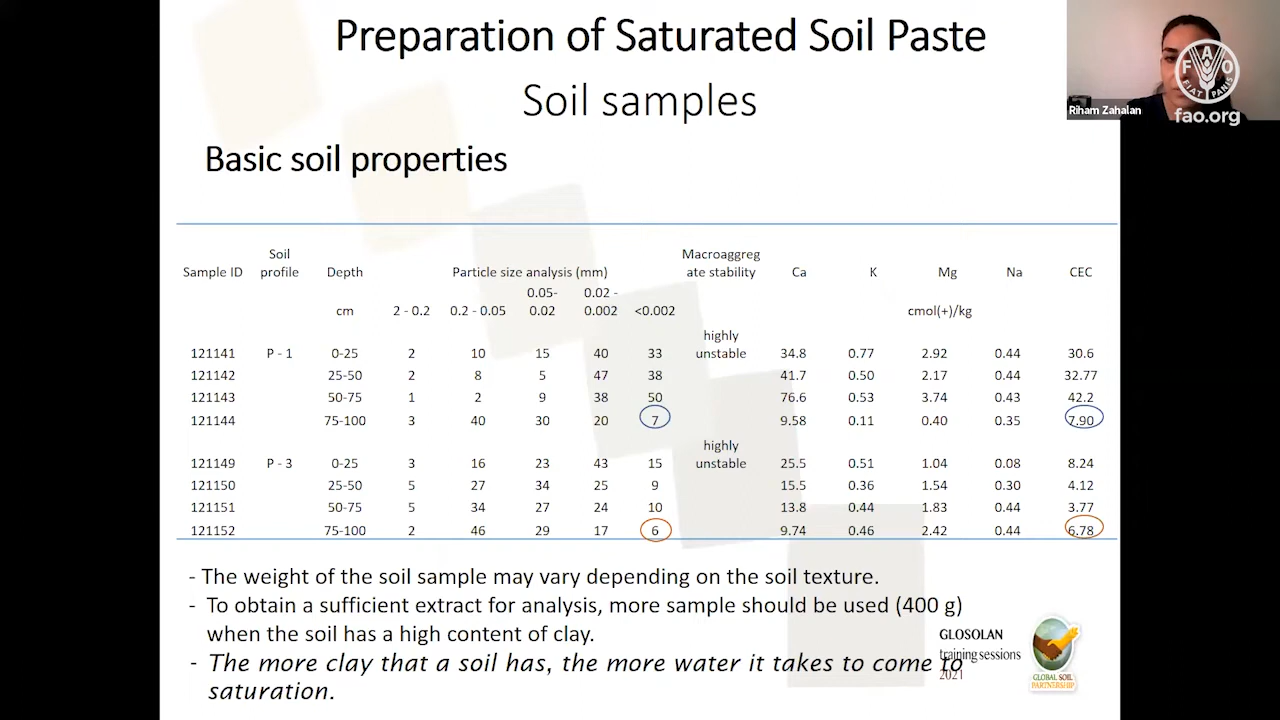 Preparation of Saturated Soil Paste
Soil samples
F A O
FIAT PANIS
Riham Zahalan
fao.org
Basic soil properties
Sample ID Soil profile Depth Particle size analysis (mm) Macroaggreg ate stability Ca K Mg Na CEC
cm 2 - 0.2 0.2 - 0.05 0.05- 0.02 0.02 - 0.002 <0.002 cmol(+)/kg
121141 P - 1 0-25 2 10 15 40 33 highly unstable 34.8 0.77 2.92 0.44 30.6
121142 25-50 2 8 5 47 38 41.7 0.50 2.17 0.44 32.77
121143 50-75 1 2 9 38 50 76.6 0.53 3.74 0.43 42.2
121144 75-100 3 40 30 20 7 9.58 0.11 0.40 0.35 7.90
121149 P - 3 0-25 3 16 23 43 15 highly unstable 25.5 0.51 1.04 0.08 8.24
121150 25-50 5 27 34 25 9 15.5 0.36 1.54 0.30 4.12
121151 50-75 5 34 27 24 10 13.8 0.44 1.83 0.44 3.77
121152 75-100 2 46 29 17 6 9.74 0.46 2.42 0.44 6.78
- The weight of the soil sample may vary depending on the soil texture.
- To obtain a sufficient extract for analysis, more sample should be used (400 g)
when the soil has a high content of clay.
- The more clay that a soil has, the more water it takes to come to
saturation.
GLOSOLAN
training sessions
2021
GLOBAL SOIL
PARTNERSHIP